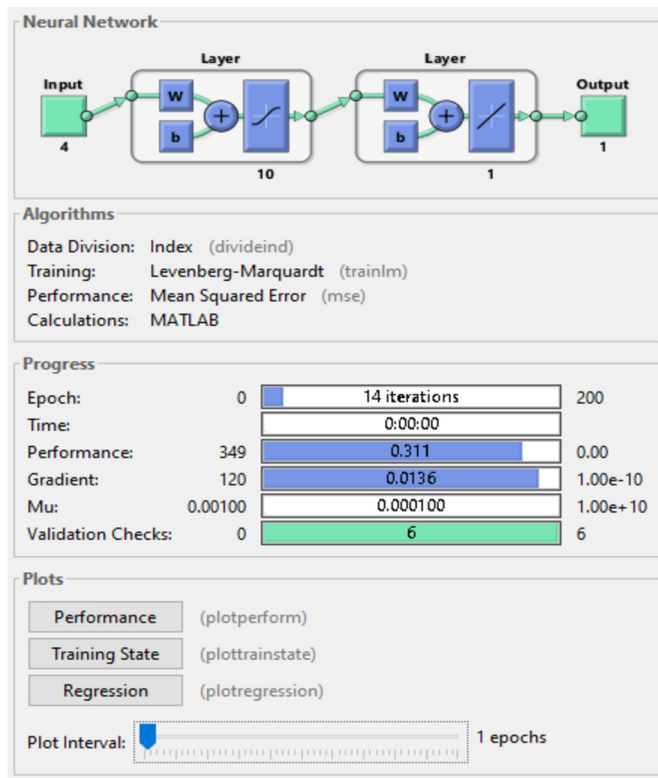 Neural Network
Layer Layer
Input Output
W W
b b
4 10 1 1
Algorithms
Data Division: Index (divideind)
Training: Levenberg-Marquardt (trainlm)
Performance: Mean Squared Error (mse)
Calculations: MATLAB
Progress
Epoch: 0 14 iterations 200
Time: 0:00:00
Performance: 349 0.311 0.00
Gradient: 120 0.0136 1.00e-10
Mu: 0.00100 0.000100 1.00e+10
Validation Checks: 0 6 6
Plots
Performance (plotperform)
Training State (plottrainstate)
Regression (plotregression)
Plot Interval: 1 epochs